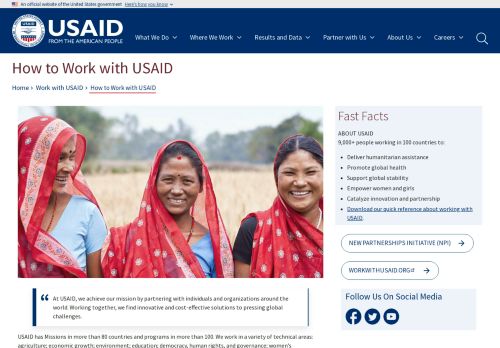 An official website of the United States government Here's how you know
USAID
FROM THE AMERICAN PEOPLE
What We Do
Where We Work
Results and Data
Partner with Us
About Us
Careers
How to Work with USAID
Home › Work with USAID › How to Work with USAID
Fast Facts
ABOUT USAID
9,000+ people working in 100 countries to:
• Deliver humanitarian assistance
• Promote global health
• Support global stability
• Empower women and girls
• Catalyze innovation and partnership
• Download our quick reference about working with
USAID.
NEW PARTNERSHIPS INITIATIVE (NPI)
WORKWITHUSAID.ORG
Follow Us On Social Media
At USAID, we achieve our mission by partnering with individuals and organizations around the
world. Working together, we find innovative and cost-effective solutions to pressing global
challenges.
USAID has Missions in more than 80 countries and programs in more than 100. We work in a variety of technical areas:
agriculture; economic growth; environment; education; democracy, human rights, and governance; women's